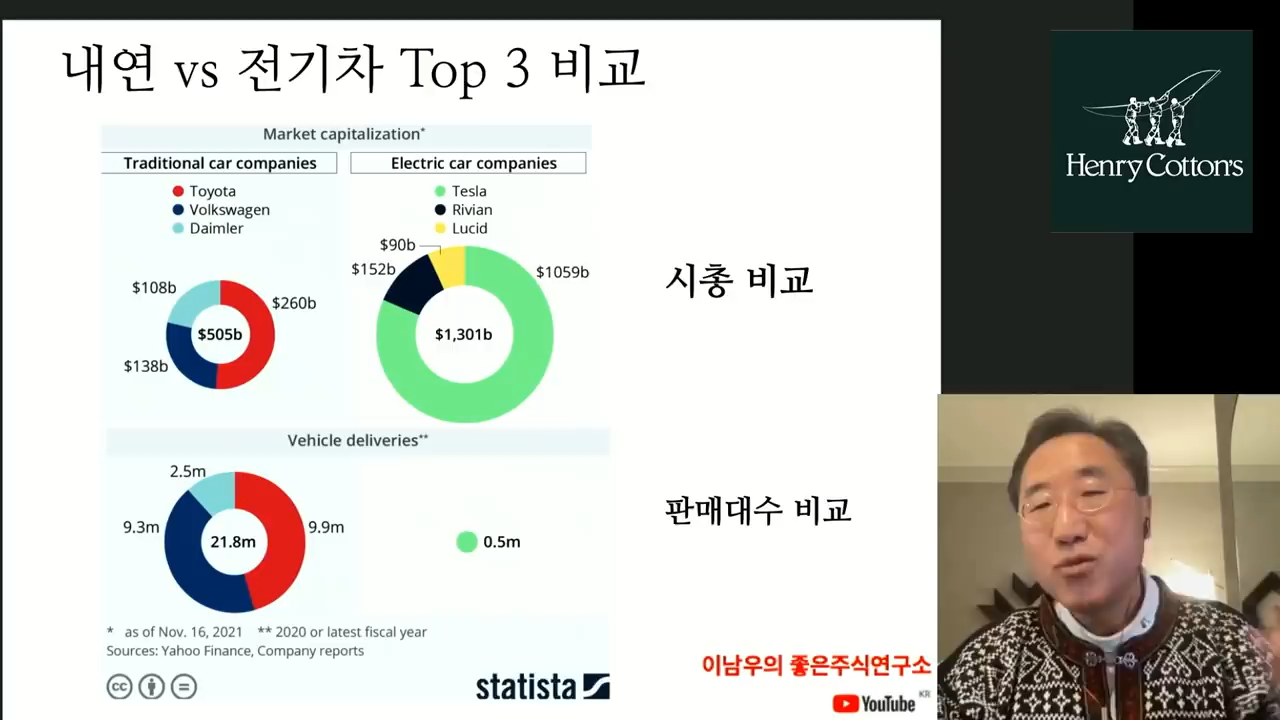 내연 vs 전기차 Top 3 비교
Market capitalization*
Traditional car companies
Electric car companies
Toyota
Volkswagen
Daimler
Tesla
Rivian
Lucid
$108b
$260b
$505b
$138b
$90b
$152b
$1059b
$1,301b
시총 비교
Vehicle deliveries**
2.5m
9.3m
9.9m
21.8m
0.5m
판매대수 비교
* as of Nov. 16, 2021 ** 2020 or latest fiscal year
Sources: Yahoo Finance, Company reports
cc
statista
이남우의 좋은주식연구소
YouTube KR
Henry Cotton's